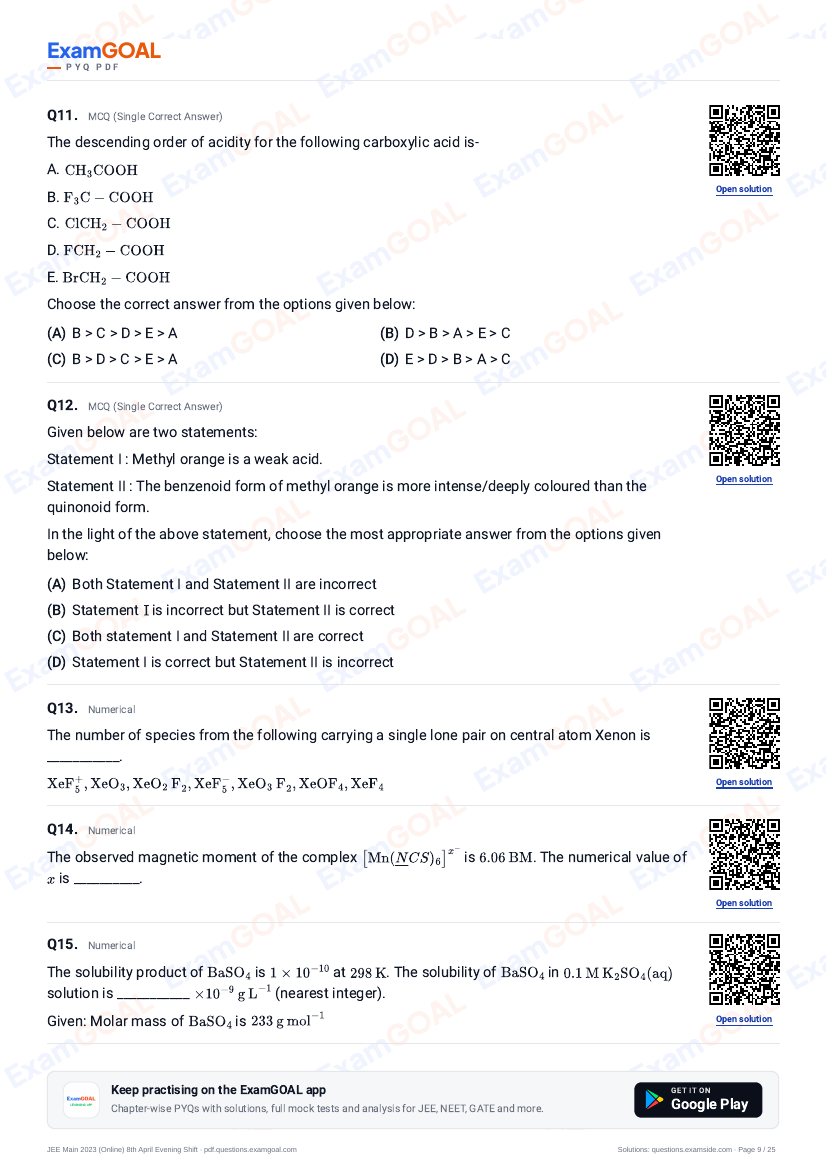 ExamGOAL
PYQ PDF
Q11. MCQ (Single Correct Answer)
The descending order of acidity for the following carboxylic acid is-
A. CH₃COOH
B. F₃C − COOH
C. ClCH₂ − COOH
D. FCH₂ − COOH
E. BrCH₂ − COOH
Choose the correct answer from the options given below:
(A) B > C > D > E > A
(B) D > B > A > E > C
(C) B > D > C > E > A
(D) E > D > B > A > C
Open solution
Q12. MCQ (Single Correct Answer)
Given below are two statements:
Statement I : Methyl orange is a weak acid.
Statement II : The benzenoid form of methyl orange is more intense/deeply coloured than the
quinonoid form.
In the light of the above statement, choose the most appropriate answer from the options given
below:
(A) Both Statement I and Statement II are incorrect
(B) Statement I is incorrect but Statement II is correct
(C) Both statement I and Statement II are correct
(D) Statement I is correct but Statement II is incorrect
Open solution
Q13. Numerical
The number of species from the following carrying a single lone pair on central atom Xenon is
__________.
XeF₅⁺, XeO₃, XeO₂ F₂, XeF₅⁻, XeO₃ F₂, XeOF₄, XeF₄
Open solution
Q14. Numerical
The observed magnetic moment of the complex [Mn(NCS)₆]^{x⁻} is 6.06 BM. The numerical value of
x is _________.
Open solution
Q15. Numerical
The solubility product of BaSO₄ is 1 × 10⁻¹⁰ at 298 K. The solubility of BaSO₄ in 0.1 M K₂SO₄(aq)
solution is __________ ×10⁻⁹ g L⁻¹ (nearest integer).
Given: Molar mass of BaSO₄ is 233 g mol⁻¹
Open solution
ExamGOAL
Keep practising on the ExamGOAL app
Chapter-wise PYQs with solutions, full mock tests and analysis for JEE, NEET, GATE and more.
GET IT ON
Google Play
JEE Main 2023 (Online) 8th April Evening Shift · pdf.questions.examgoal.com
Solutions: questions.examside.com · Page 9 / 25